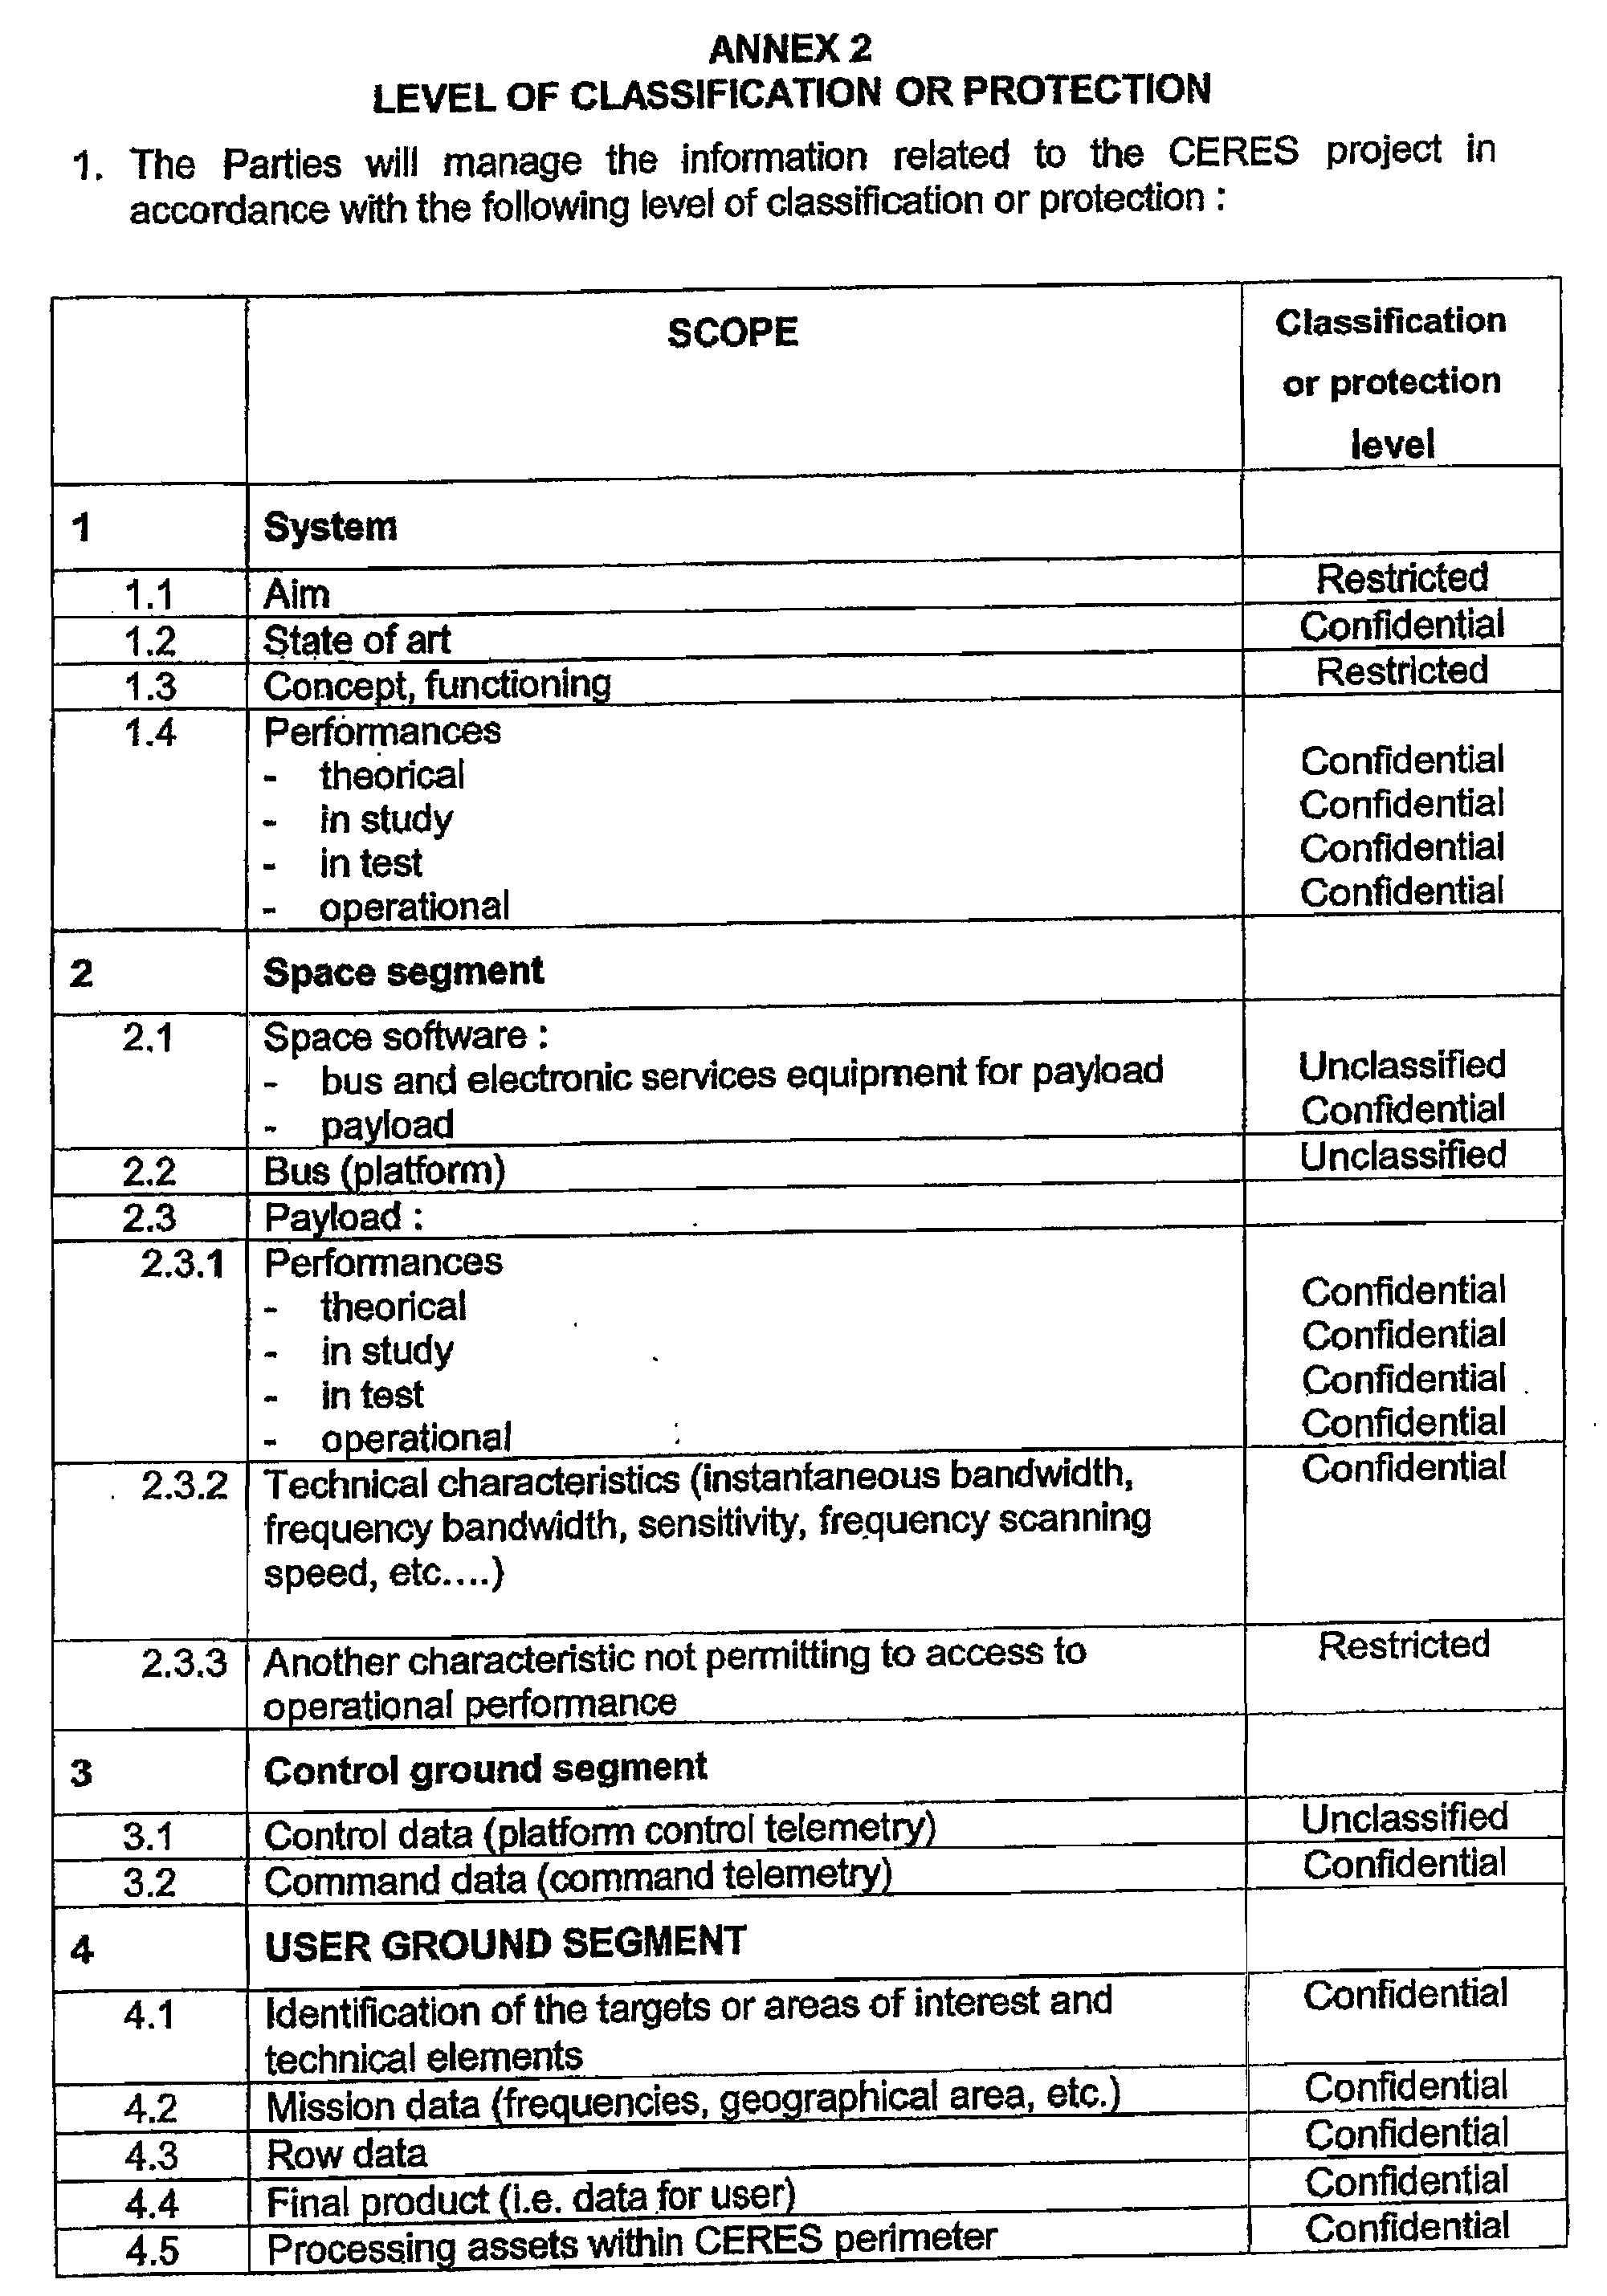 ANNEX 2
LEVEL OF CLASSIFICATION OR PROTECTION
1. The Parties will manage the information related to the CERES project in
accordance with the following level of classification or protection :
SCOPE
Classification
or protection
level
1 System
1.1 Aim Restricted
1.2 State of art Confidential
1.3 Concept, functioning Restricted
1.4 Performances
- theorical Confidential
- in study Confidential
- in test Confidential
- operational Confidential
2 Space segment
2.1 Space software :
- bus and electronic services equipment for payload Unclassified
- payload Confidential
2.2 Bus (platform) Unclassified
2.3 Payload :
2.3.1 Performances
- theorical Confidential
- in study Confidential
- in test Confidential
- operational Confidential
2.3.2 Technical characteristics (instantaneous bandwidth, Confidential
frequency bandwidth, sensitivity, frequency scanning
speed, etc....)
2.3.3 Another characteristic not permitting to access to Restricted
operational performance
3 Control ground segment
3.1 Control data (platform control telemetry) Unclassified
3.2 Command data (command telemetry) Confidential
4 USER GROUND SEGMENT
4.1 Identification of the targets or areas of interest and Confidential
technical elements
4.2 Mission data (frequencies, geographical area, etc.) Confidential
4.3 Row data Confidential
4.4 Final product (i.e. data for user) Confidential
4.5 Processing assets within CERES perimeter Confidential